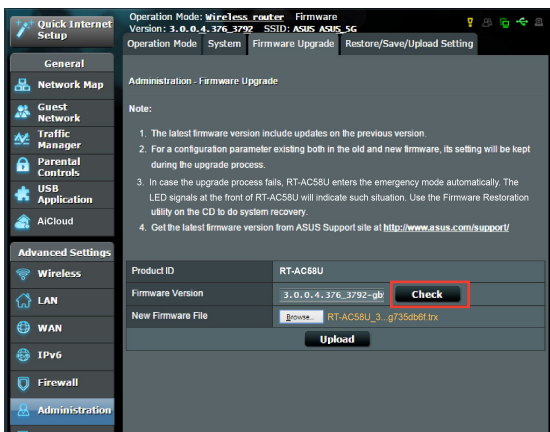 Quick Internet
Setup
Operation Mode: Wireless router Firmware
Version: 3.0.0.4.376_3792 SSID: ASUS ASUS_5G
Operation Mode System Firmware Upgrade Restore/Save/Upload Setting
General
Network Map
Guest
Network
Traffic
Manager
Parental
Controls
USB
Application
AiCloud
Advanced Settings
Wireless
LAN
WAN
IPv6
Firewall
Administration
Administration - Firmware Upgrade
Note:
1. The latest firmware version include updates on the previous version.
2. For a configuration parameter existing both in the old and new firmware, its setting will be kept
during the upgrade process.
3. In case the upgrade process fails, RT-AC58U enters the emergency mode automatically. The
LED signals at the front of RT-AC58U will indicate such situation. Use the Firmware Restoration
utility on the CD to do system recovery.
4. Get the latest firmware version from ASUS Support site at http://www.asus.com/support/
Product ID RT-AC58U
Firmware Version 3.0.0.4.376_3792-gb Check
New Firmware File Browse.. RT-AC58U_3...g735db6f.trx
Upload